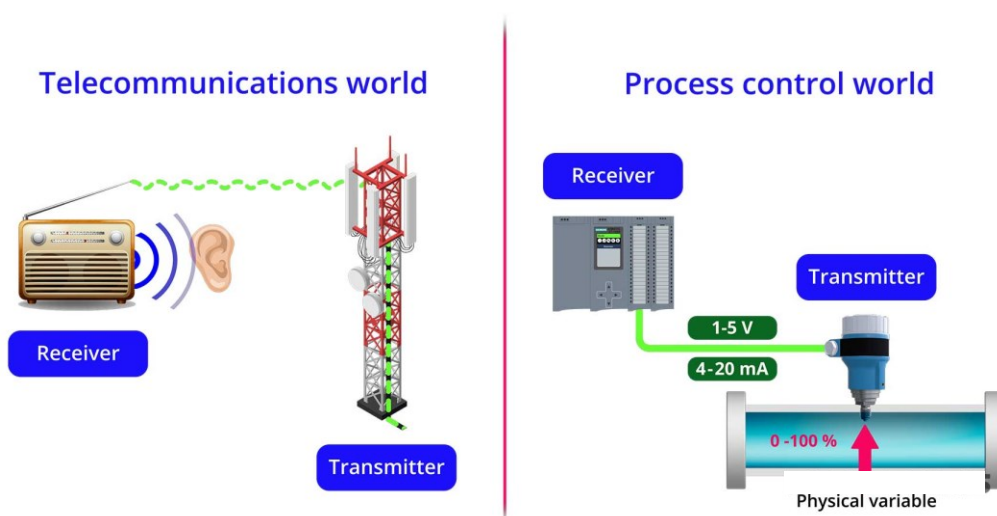 Telecommunications world
Receiver
Transmitter
Process control world
Receiver
Transmitter
1-5 V
4-20 mA
0 -100 %
Physical variable